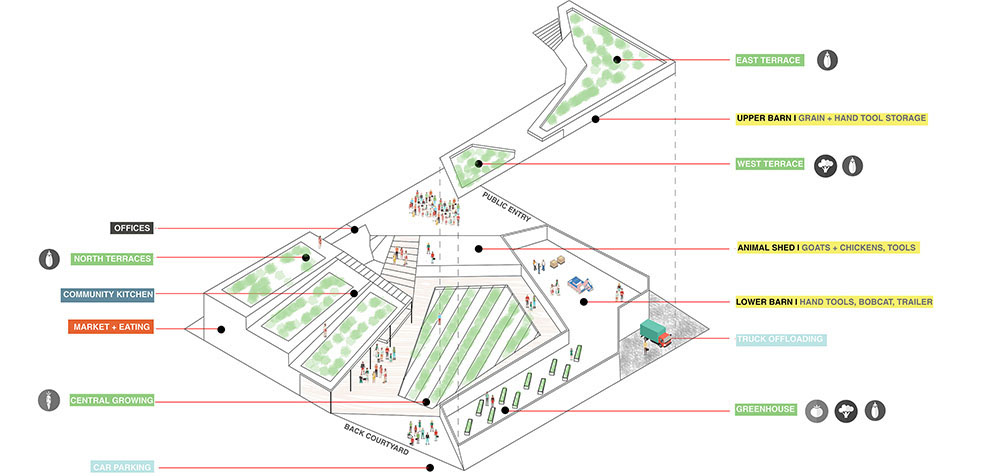 EAST TERRACE
UPPER BARN I GRAIN + HAND TOOL STORAGE
WEST TERRACE
PUBLIC ENTRY
OFFICES
ANIMAL SHED I GOATS + CHICKENS, TOOLS
NORTH TERRACES
COMMUNITY KITCHEN
LOWER BARN I HAND TOOLS, BOBCAT, TRAILER
MARKET + EATING
TRUCK OFFLOADING
CENTRAL GROWING
GREENHOUSE
BACK COURTYARD
CAR PARKING